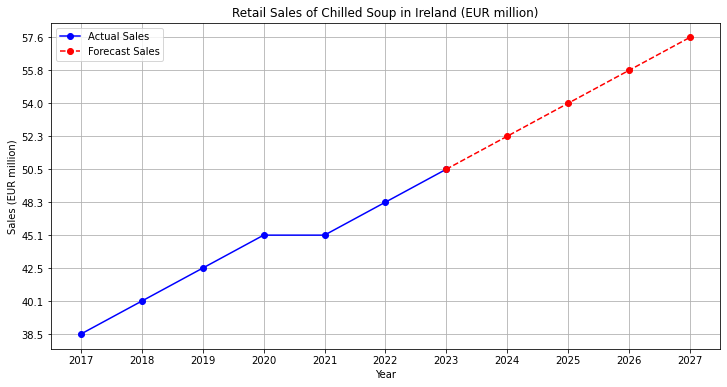 Retail Sales of Chilled Soup in Ireland (EUR million)
Actual Sales
Forecast Sales
Sales (EUR million)
57.6
55.8
54.0
52.3
50.5
48.3
45.1
42.5
40.1
38.5
2017 2018 2019 2020 2021 2022 2023 2024 2025 2026 2027
Year